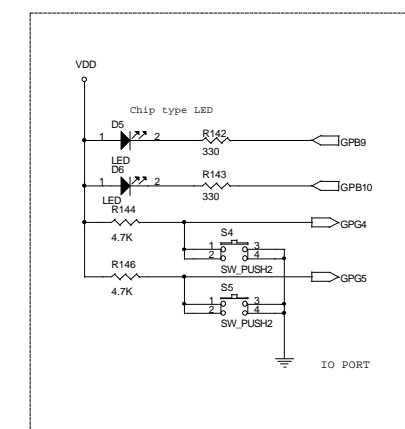 VDD
Chip type LED
D5
1 2
LED
R142
330
GPB9
D6
1 2
LED
R143
330
GPB10
R144
4.7K
GPG4
S4
1 3
2 4
SW_PUSH2
R146
4.7K
GPG5
S5
1 3
2 4
SW_PUSH2
IO PORT